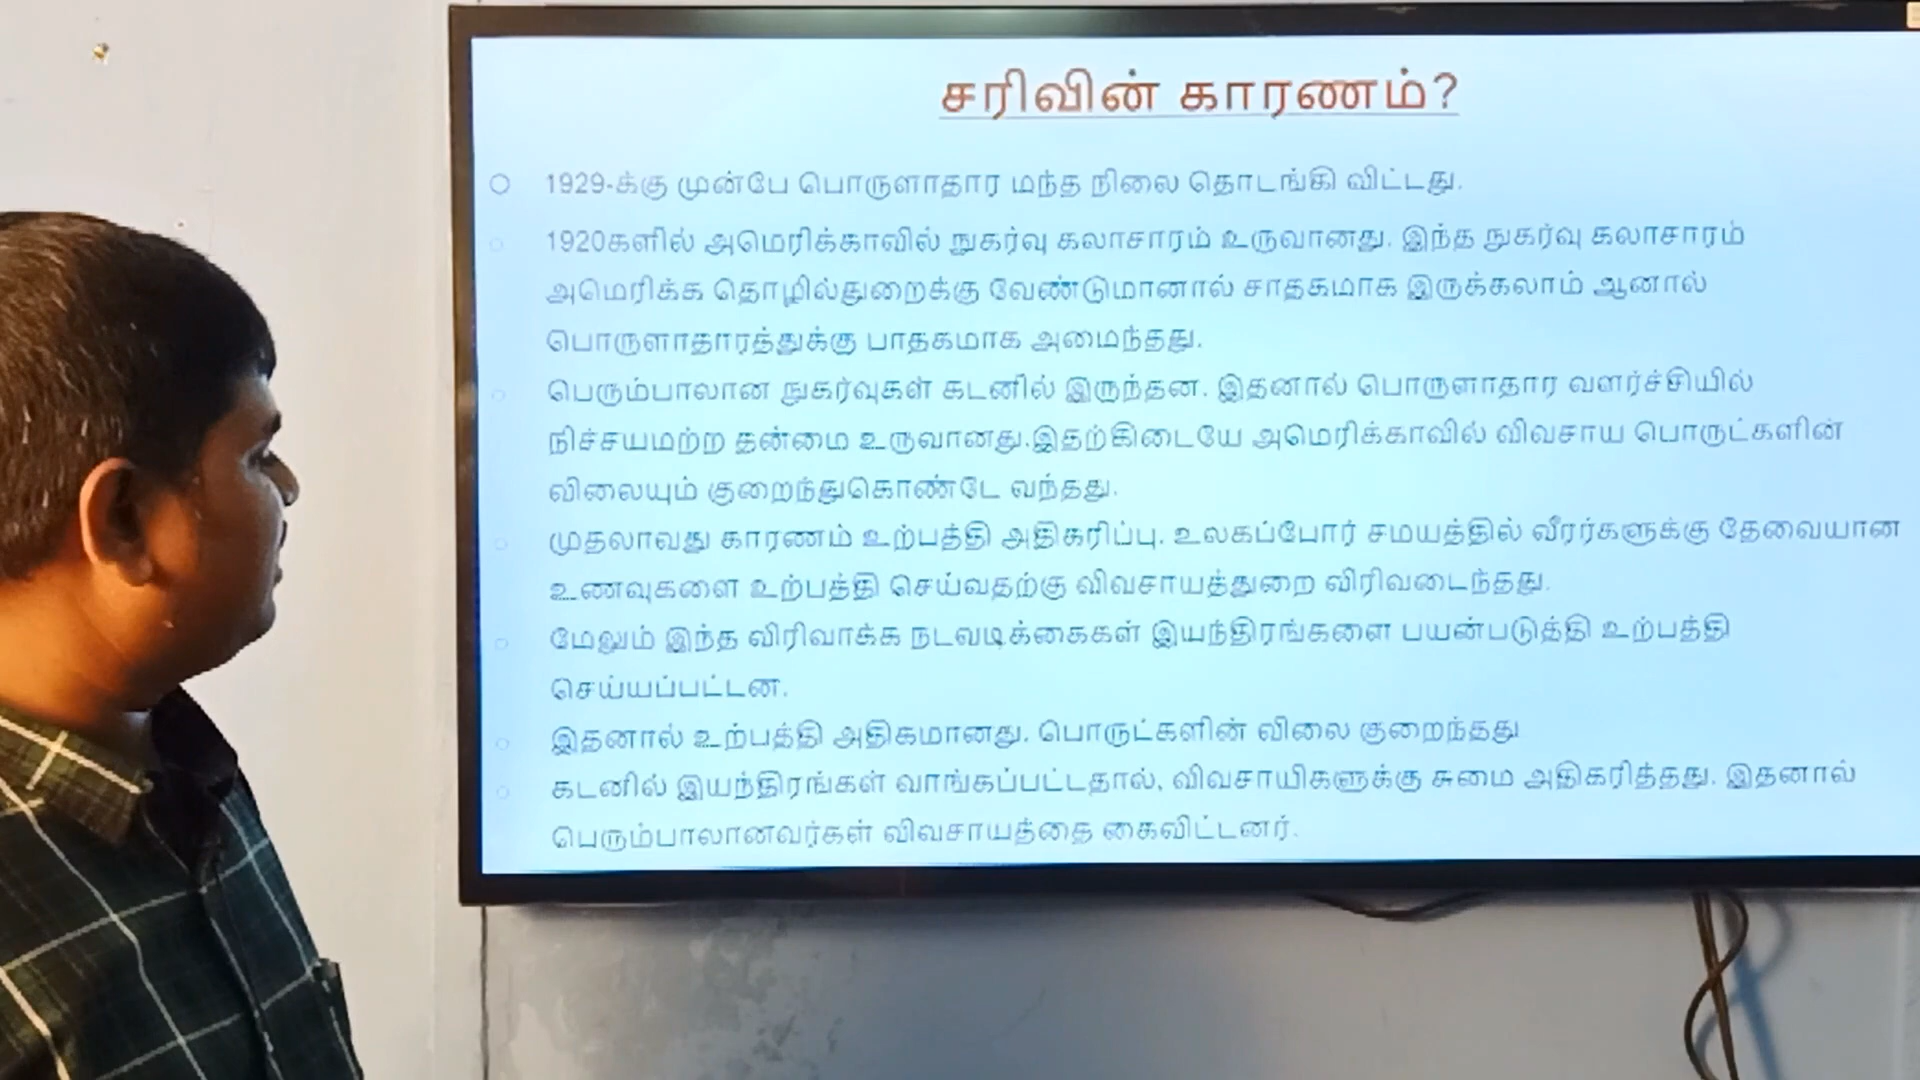 சரிவின் காரணம்?
1929-க்கு முன்பே பொருளாதார மந்த நிலை தொடங்கி விட்டது.
1920களில் அமெரிக்காவில் நுகர்வு கலாசாரம் உருவானது. இந்த நுகர்வு கலாசாரம்
அமெரிக்க தொழில்துறைக்கு வேண்டுமானால் சாதகமாக இருக்கலாம் ஆனால்
பொருளாதாரத்துக்கு பாதகமாக அமைந்தது.
பெரும்பாலான நுகர்வுகள் கடனில் இருந்தன. இதனால் பொருளாதார வளர்ச்சியில்
நிச்சயமற்ற தன்மை உருவானது.இதற்கிடையே அமெரிக்காவில் விவசாய பொருட்களின்
விலையும் குறைந்துகொண்டே வந்தது.
முதலாவது காரணம் உற்பத்தி அதிகரிப்பு. உலகப்போர் சமயத்தில் வீரர்களுக்கு தேவையான
உணவுகளை உற்பத்தி செய்வதற்கு விவசாயத்துறை விரிவடைந்தது.
மேலும் இந்த விரிவாக்க நடவடிக்கைகள் இயந்திரங்களை பயன்படுத்தி உற்பத்தி
செய்யப்பட்டன.
இதனால் உற்பத்தி அதிகமானது. பொருட்களின் விலை குறைந்தது
கடனில் இயந்திரங்கள் வாங்கப்பட்டதால், விவசாயிகளுக்கு சுமை அதிகரித்தது. இதனால்
பெரும்பாலானவர்கள் விவசாயத்தை கைவிட்டனர்.